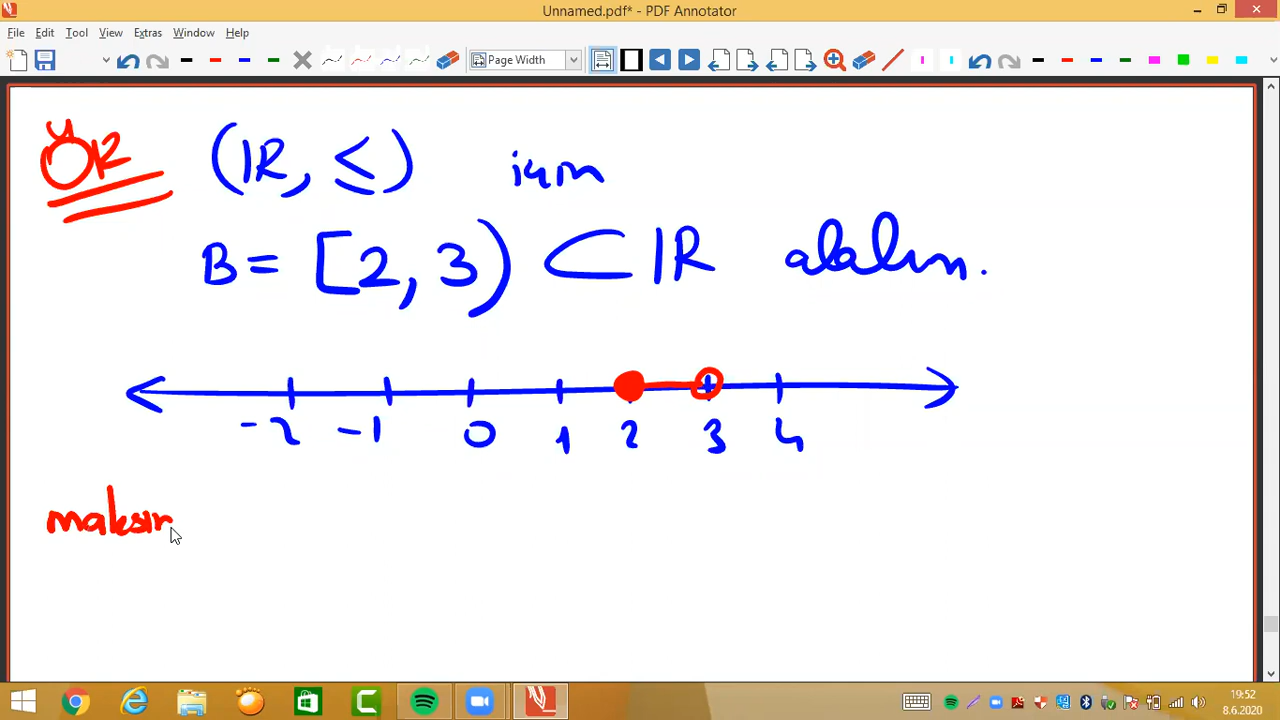 Unnamed.pdf* - PDF Annotator
File Edit Tool View Extras Window Help
Page Width
ÖR (IR, ≤) için
B = [2, 3) ⊂ IR alalım.
-2 -1 0 1 2 3 4
maksim
19:52
8.6.2020